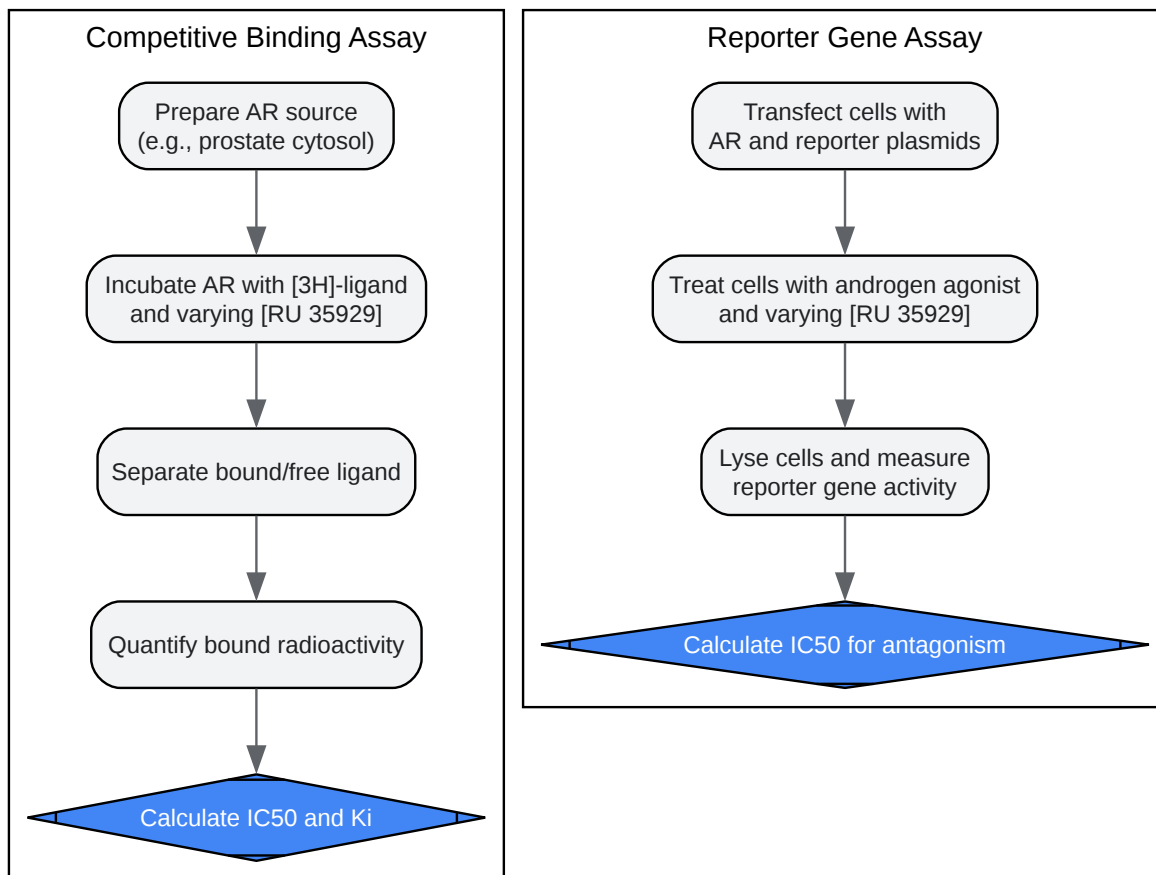 Competitive Binding Assay
Prepare AR source
(e.g., prostate cytosol)
Incubate AR with [3H]-ligand
and varying [RU 35929]
Separate bound/free ligand
Quantify bound radioactivity
Calculate IC50 and Ki
Reporter Gene Assay
Transfect cells with
AR and reporter plasmids
Treat cells with androgen agonist
and varying [RU 35929]
Lyse cells and measure
reporter gene activity
Calculate IC50 for antagonism